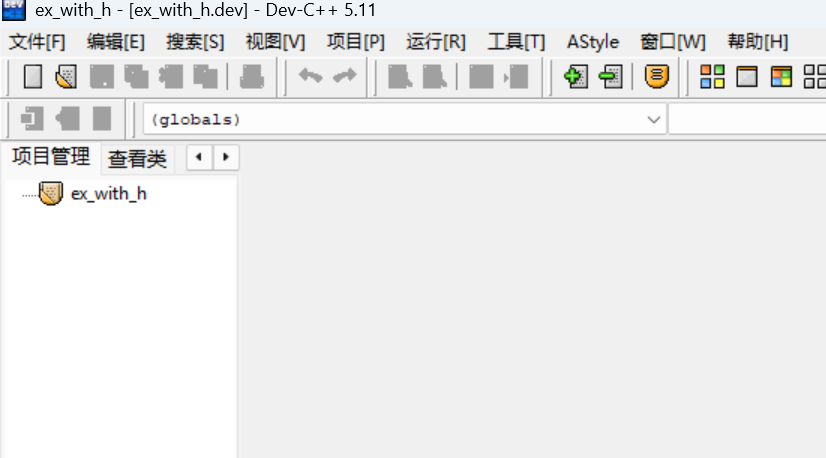 DEV
ex_with_h - [ex_with_h.dev] - Dev-C++ 5.11
文件[F] 编辑[E] 搜索[S] 视图[V] 项目[P] 运行[R] 工具[T] AStyle 窗口[W] 帮助[H]
(globals)
项目管理 查看类
ex_with_h